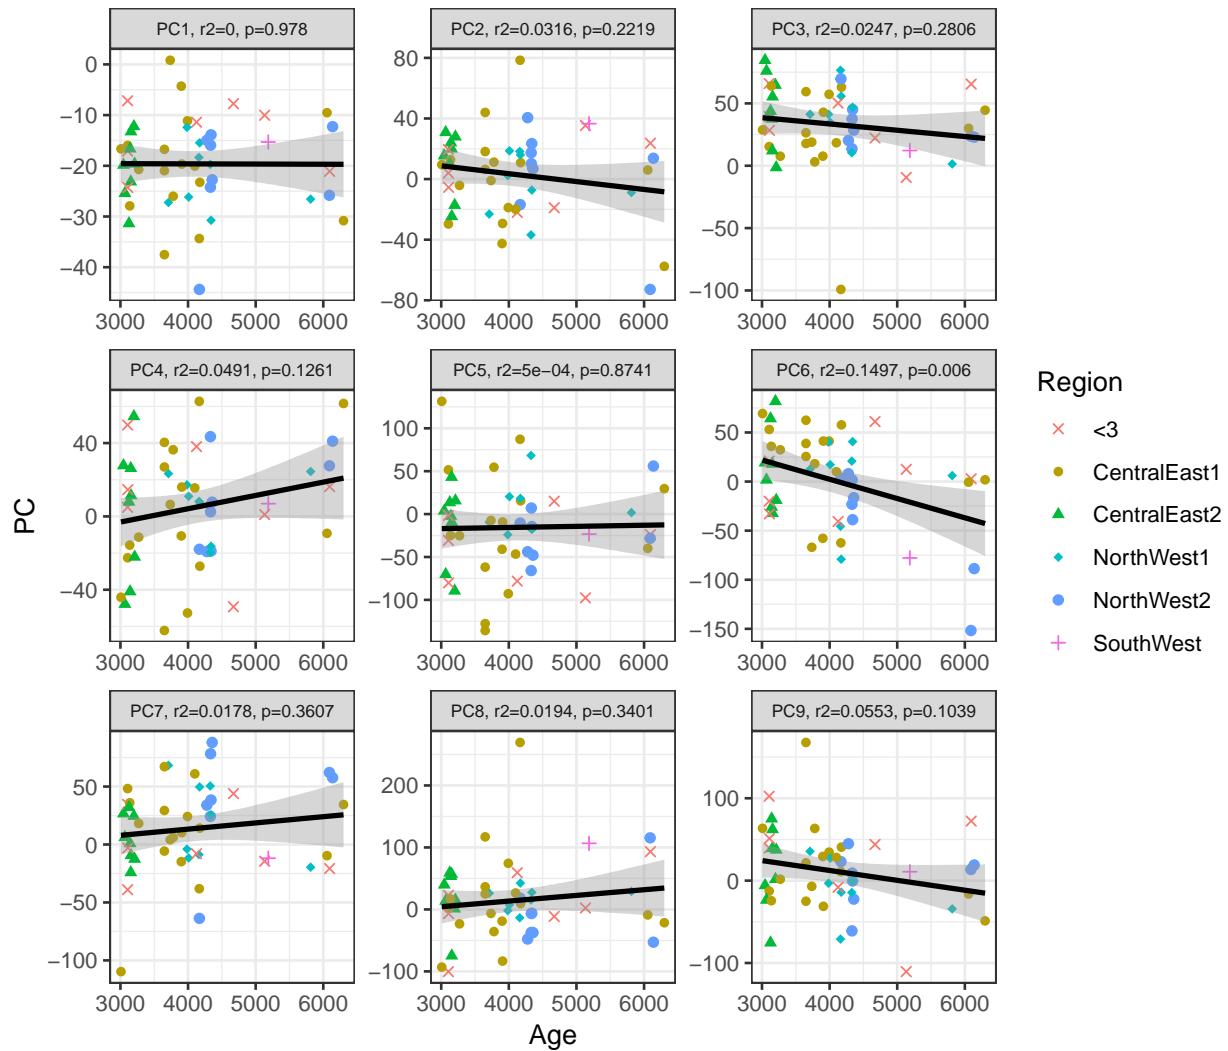 PC1, r2=0, p=0.978
PC2, r2=0.0316, p=0.2219
PC3, r2=0.0247, p=0.2806
0
−10
−20
−30
−40
80
40
0
−40
−80
50
0
−50
−100
3000 4000 5000 6000
3000 4000 5000 6000
3000 4000 5000 6000
PC4, r2=0.0491, p=0.1261
PC5, r2=5e−04, p=0.8741
PC6, r2=0.1497, p=0.006
40
0
−40
100
50
0
−50
−100
50
0
−50
−100
−150
3000 4000 5000 6000
3000 4000 5000 6000
3000 4000 5000 6000
PC7, r2=0.0178, p=0.3607
PC8, r2=0.0194, p=0.3401
PC9, r2=0.0553, p=0.1039
50
0
−50
−100
200
100
0
−100
100
0
−100
3000 4000 5000 6000
3000 4000 5000 6000
3000 4000 5000 6000
PC
Age
Region
<3
CentralEast1
CentralEast2
NorthWest1
NorthWest2
SouthWest